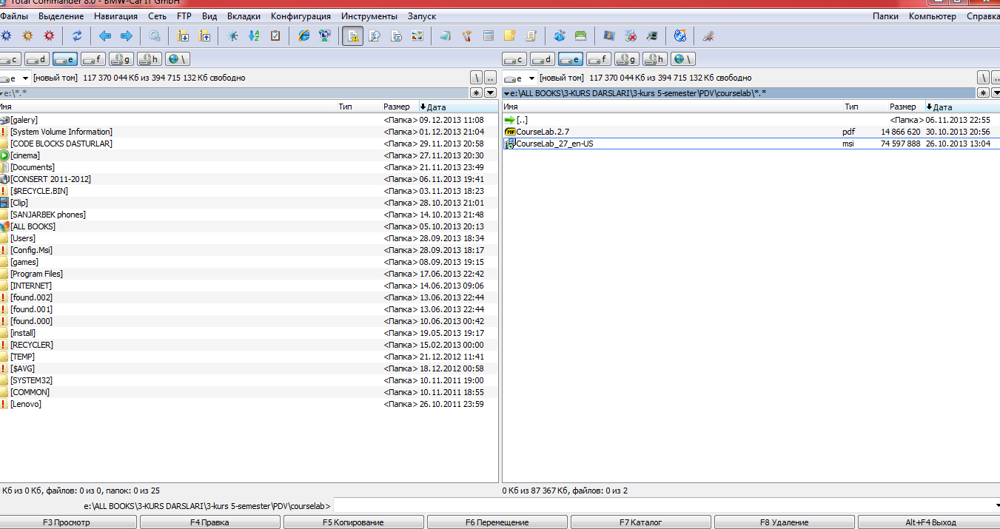 Total Commander 8.0 - BMW-Car IT GmbH
Файлы Выделение Навигация Сеть FTP Вид Вкладки Конфигурация Инструменты Запуск Папки Компьютер Справка
c d e f g h \ c d e f g h \
e [новый том] 117 370 044 Кб из 394 715 132 Кб свободно \ .. e [новый том] 117 370 044 Кб из 394 715 132 Кб свободно \ ..
e:\*.* * e:\ALL BOOKS\3-KURS DARSLARI\3-kurs 5-semester\PDV\courselab\*.* *
Имя Тип Размер Дата Имя Тип Размер Дата
[galery] <Папка> 09.12.2013 11:08 [..] <Папка> 06.11.2013 22:55
[System Volume Information] <Папка> 01.12.2013 21:04 CourseLab.2.7 pdf 14 866 620 30.10.2013 20:56
[CODE BLOCKS DASTURLAR] <Папка> 29.11.2013 20:58 CourseLab_27_en-US msi 74 597 888 26.10.2013 13:04
[cinema] <Папка> 27.11.2013 20:30
[Documents] <Папка> 21.11.2013 23:49
[CONSERT 2011-2012] <Папка> 06.11.2013 19:41
[$RECYCLE.BIN] <Папка> 03.11.2013 18:23
[Clip] <Папка> 28.10.2013 21:01
[SANJARBEK phones] <Папка> 14.10.2013 21:48
[ALL BOOKS] <Папка> 05.10.2013 20:13
[Users] <Папка> 28.09.2013 18:34
[Config.Msi] <Папка> 28.09.2013 18:17
[games] <Папка> 08.09.2013 19:15
[Program Files] <Папка> 17.06.2013 22:42
[INTERNET] <Папка> 14.06.2013 09:06
[found.002] <Папка> 13.06.2013 22:44
[found.001] <Папка> 13.06.2013 22:44
[found.000] <Папка> 10.06.2013 00:42
[install] <Папка> 19.05.2013 19:17
[RECYCLER] <Папка> 15.02.2013 00:00
[TEMP] <Папка> 21.12.2012 11:41
[$AVG] <Папка> 18.12.2012 00:58
[SYSTEM32] <Папка> 10.11.2011 19:00
[COMMON] <Папка> 10.11.2011 18:55
[Lenovo] <Папка> 26.10.2011 23:59
Кб из 0 Кб, файлов: 0 из 0, папок: 0 из 25 0 Кб из 87 367 Кб, файлов: 0 из 2
e:\ALL BOOKS\3-KURS DARSLARI\3-kurs 5-semester\PDV\courselab>
F3 Просмотр F4 Правка F5 Копирование F6 Перемещение F7 Каталог F8 Удаление Alt+F4 Выход